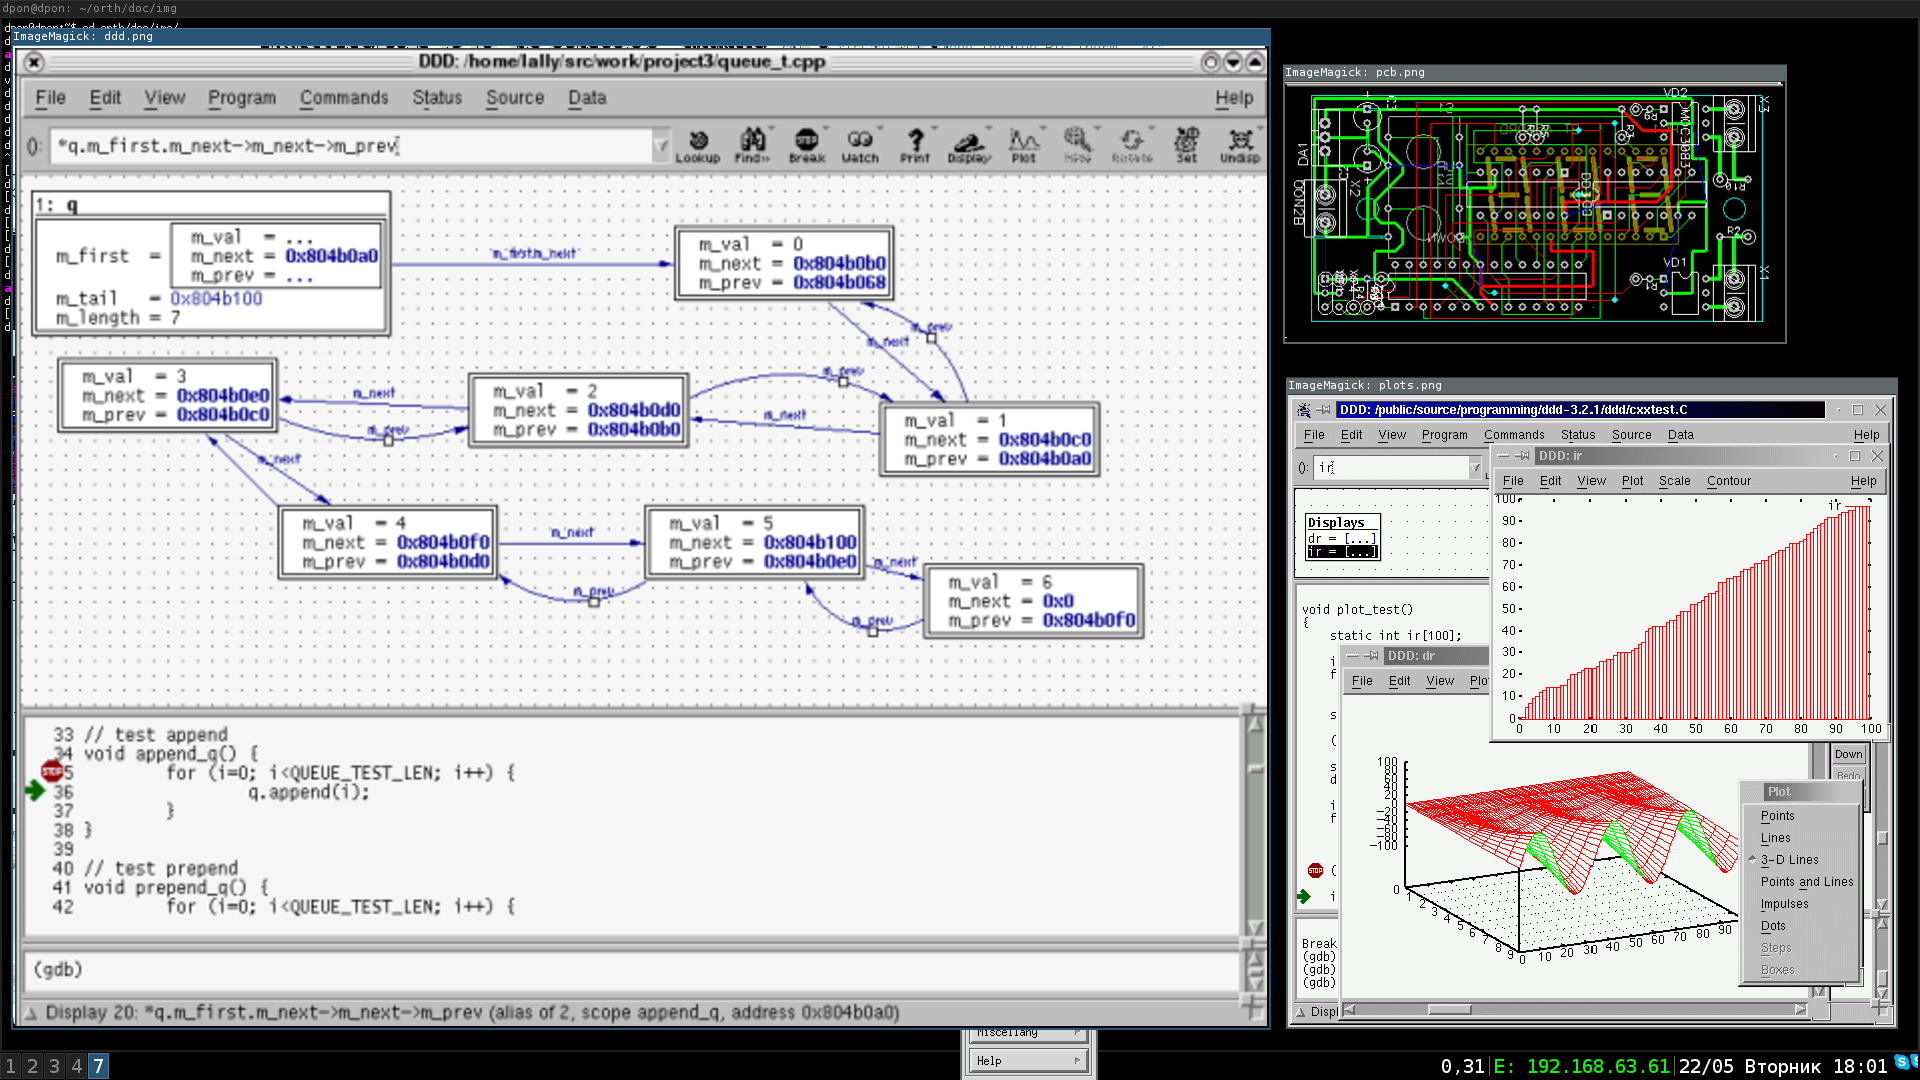 dpon@dpon: ~/orth/doc/img
ImageMagick: ddd.png
DDD: /home/lally/src/work/project3/queue_t.cpp
File Edit View Program Commands Status Source Data Help
(): *q.m_first.m_next->m_next->m_prev
Lookup Find>> Break Watch Print Display Plot Rotate Set Undisp
1: q
m_first =
m_val = ...
m_next = 0x804b0a0
m_prev = ...
m_tail = 0x804b100
m_length = 7
m_first.m_next
m_val = 0
m_next = 0x804b0b0
m_prev = 0x804b068
m_prev
m_next
m_val = 3
m_next = 0x804b0e0
m_prev = 0x804b0c0
m_next
m_prev
m_val = 2
m_next = 0x804b0d0
m_prev = 0x804b0b0
m_prev
m_next
m_val = 1
m_next = 0x804b0c0
m_prev = 0x804b0a0
m_next
m_val = 4
m_next = 0x804b0f0
m_prev = 0x804b0d0
m_next
m_prev
m_val = 5
m_next = 0x804b100
m_prev = 0x804b0e0
m_next
m_prev
m_val = 6
m_next = 0x0
m_prev = 0x804b0f0
33 // test append
34 void append_q() {
5 for (i=0; i<QUEUE_TEST_LEN; i++) {
36 q.append(i);
37 }
38 }
39
40 // test prepend
41 void prepend_q() {
42 for (i=0; i<QUEUE_TEST_LEN; i++) {
(gdb)
Display 20: *q.m_first.m_next->m_next->m_prev (alias of 2, scope append_q, address 0x804b0a0)
Miscellany
Help
ImageMagick: pcb.png
VD2
X3
C3
DA1
MOC3083
X2
R10
DOWN
R2
VD1
X1
ImageMagick: plots.png
DDD: /public/source/programming/ddd-3.2.1/ddd/cxxtest.C
File Edit View Program Commands Status Source Data Help
(): ir
Displays
dr = [...]
ir = [...]
void plot_test()
{
static int ir[100];
DDD: ir
File Edit View Plot Scale Contour Help
ir
100
90
80
70
60
50
40
30
20
10
0
0 10 20 30 40 50 60 70 80 90 100
DDD: dr
File Edit View Plo
100
80
60
40
20
0
-20
-40
-60
-80
-100
0
1 2 3 4 5 6 7 8 9
0 10 20 30 40 50 60 70 80 90
Down
Plot
Points
Lines
3-D Lines
Points and Lines
Impulses
Dots
Steps
Boxes
Break
(gdb)
(gdb)
(gdb)
Displ
1 2 3 4 7
0,31|E: 192.168.63.61|22/05 Вторник 18:01